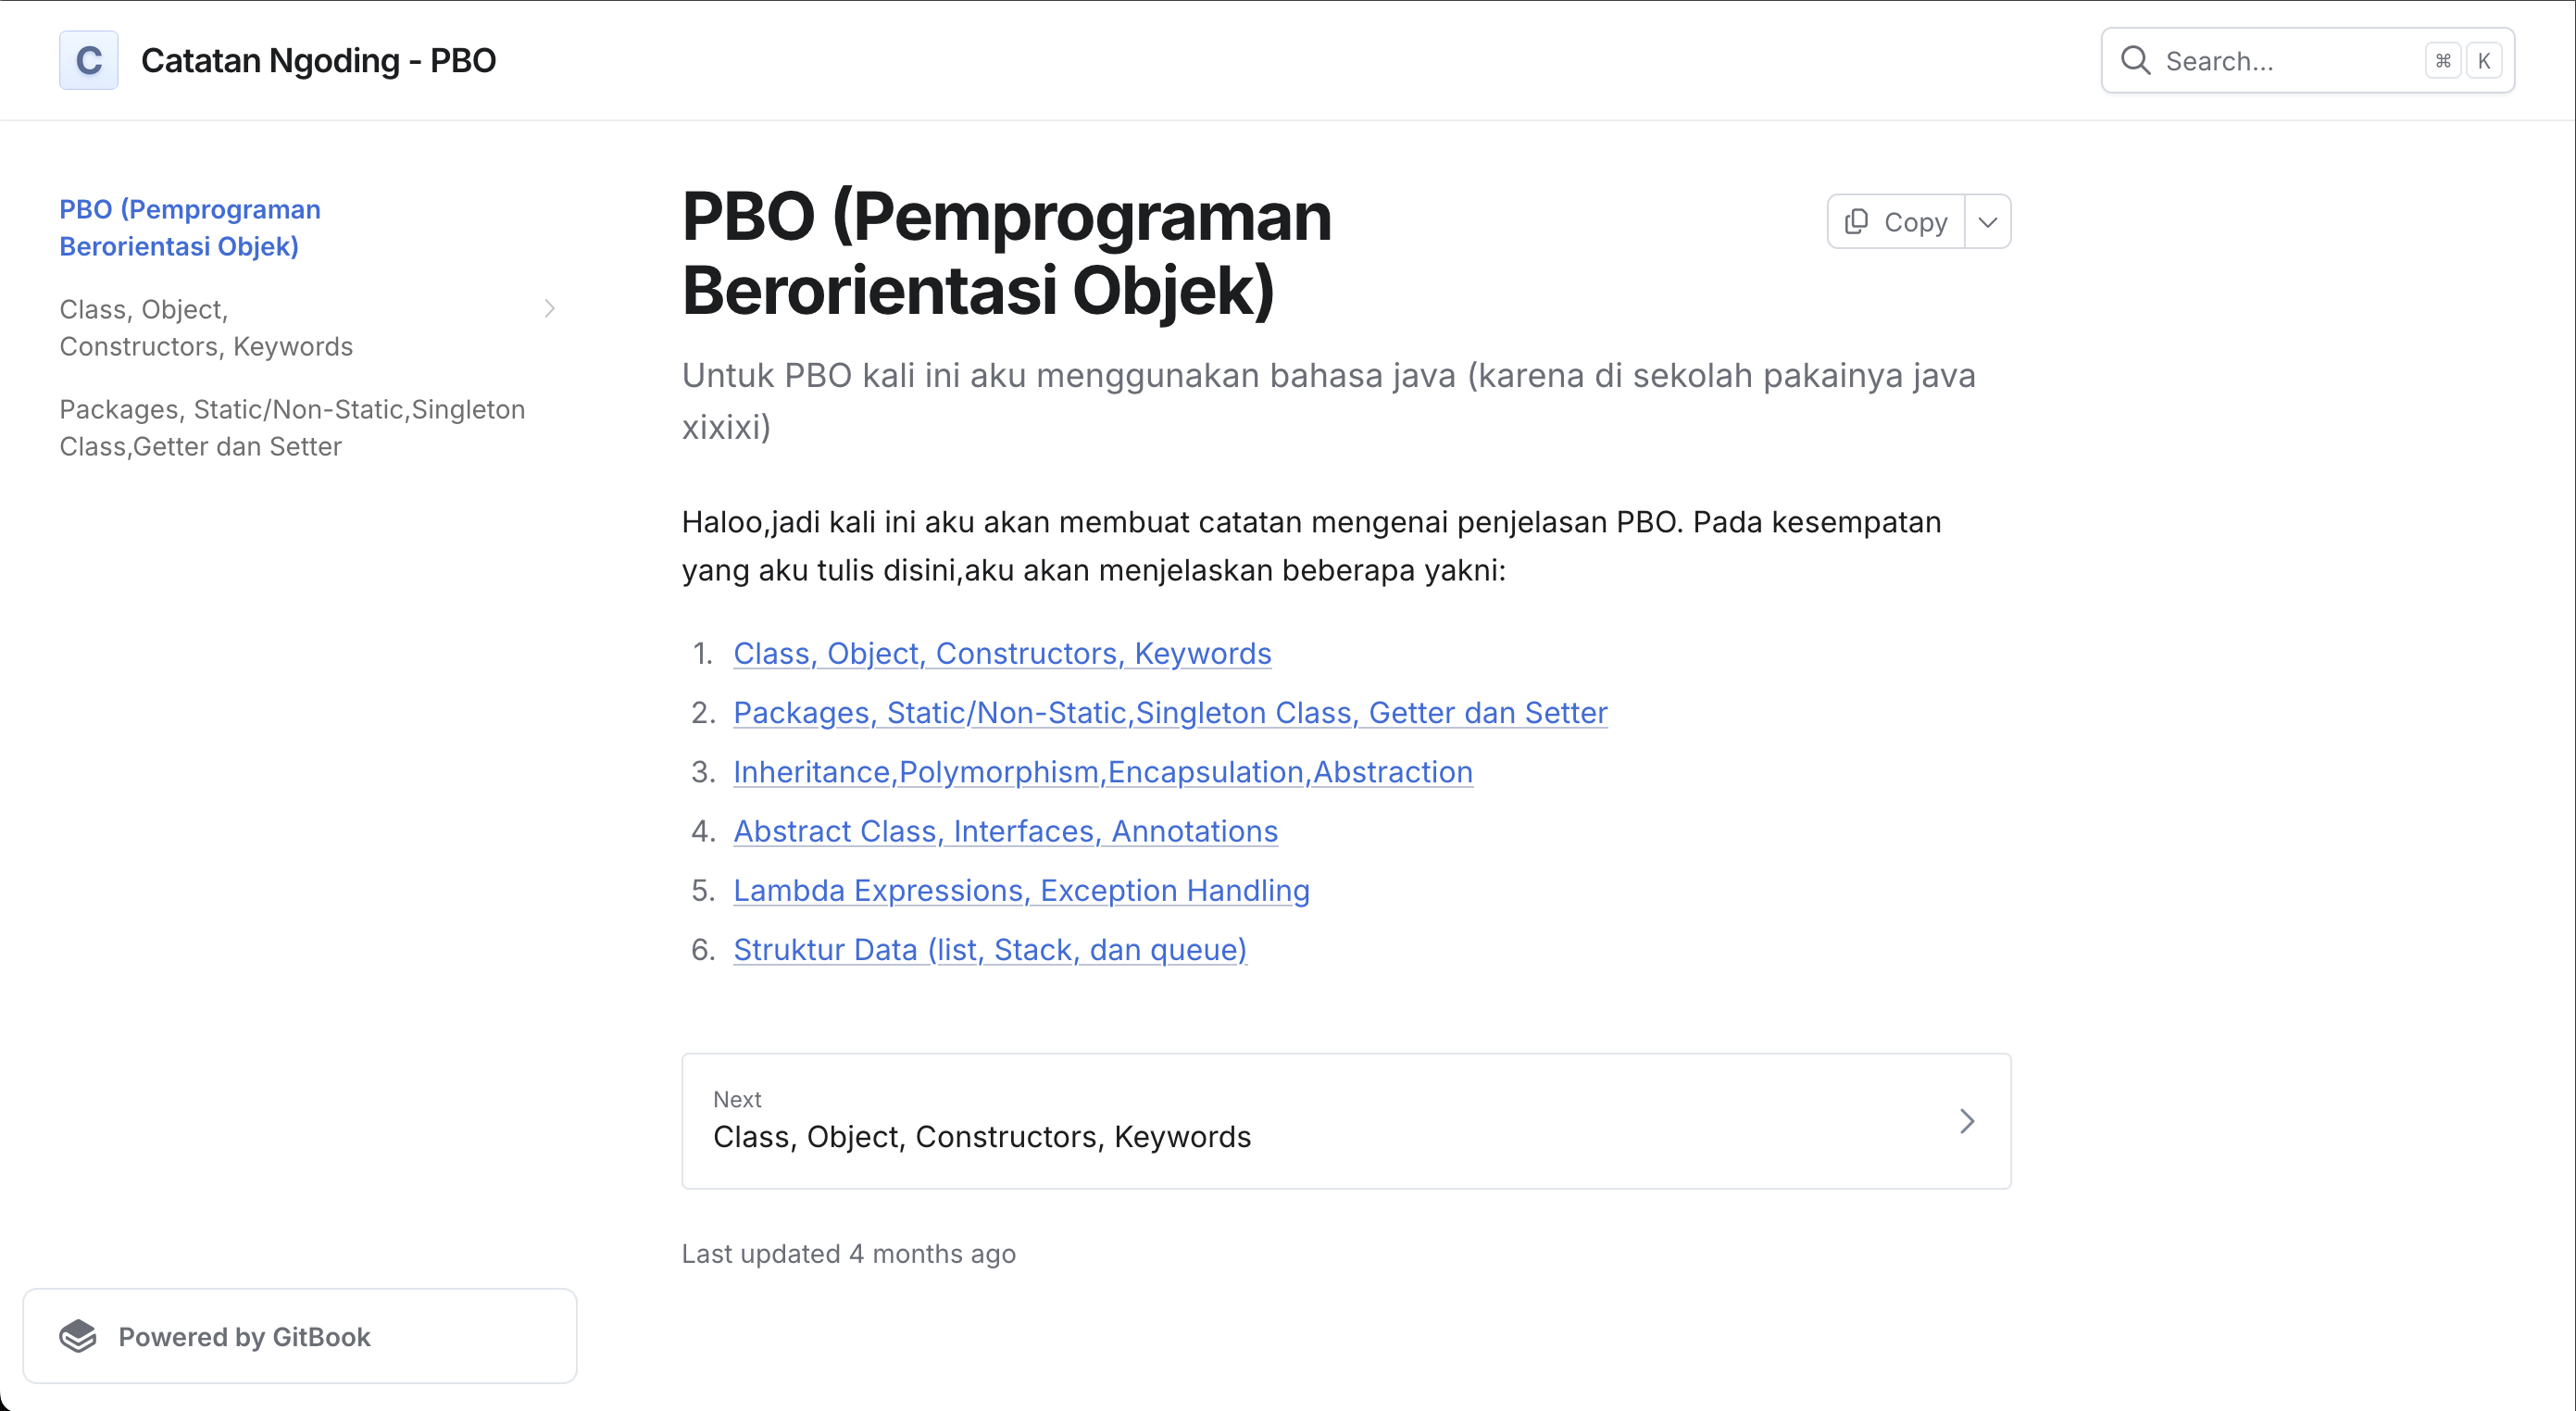 C Catatan Ngoding - PBO
Search...
⌘ K
PBO (Pemprograman
Berorientasi Objek)
Class, Object,
Constructors, Keywords
Packages, Static/Non-Static,Singleton
Class,Getter dan Setter
PBO (Pemprograman
Berorientasi Objek)
Copy
Untuk PBO kali ini aku menggunakan bahasa java (karena di sekolah pakainya java
xixixi)
Haloo,jadi kali ini aku akan membuat catatan mengenai penjelasan PBO. Pada kesempatan
yang aku tulis disini,aku akan menjelaskan beberapa yakni:
1. Class, Object, Constructors, Keywords
2. Packages, Static/Non-Static,Singleton Class, Getter dan Setter
3. Inheritance,Polymorphism,Encapsulation,Abstraction
4. Abstract Class, Interfaces, Annotations
5. Lambda Expressions, Exception Handling
6. Struktur Data (list, Stack, dan queue)
Next
Class, Object, Constructors, Keywords
Last updated 4 months ago
Powered by GitBook